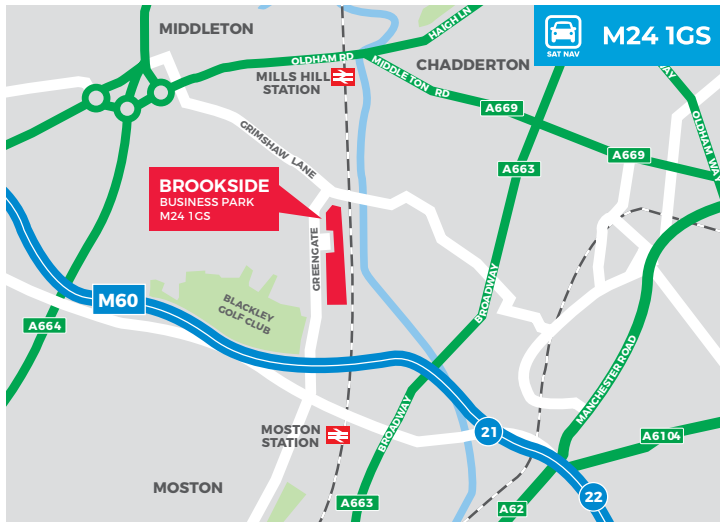 MIDDLETON
HAIGH LN
SAT NAV
M24 1GS
OLDHAM RD
MILLS HILL
STATION
CHADDERTON
WAY
MIDDLETON RD
A669
OLDHAM WAY
GRIMSHAW LANE
A669
A663
BROOKSIDE
BUSINESS PARK
M24 1GS
GREENGATE
M60
BLACKLEY
GOLF CLUB
BROADWAY
A664
MANCHESTER ROAD
MOSTON
STATION
BROADWAY
21
A6104
MOSTON
A663
A62
22